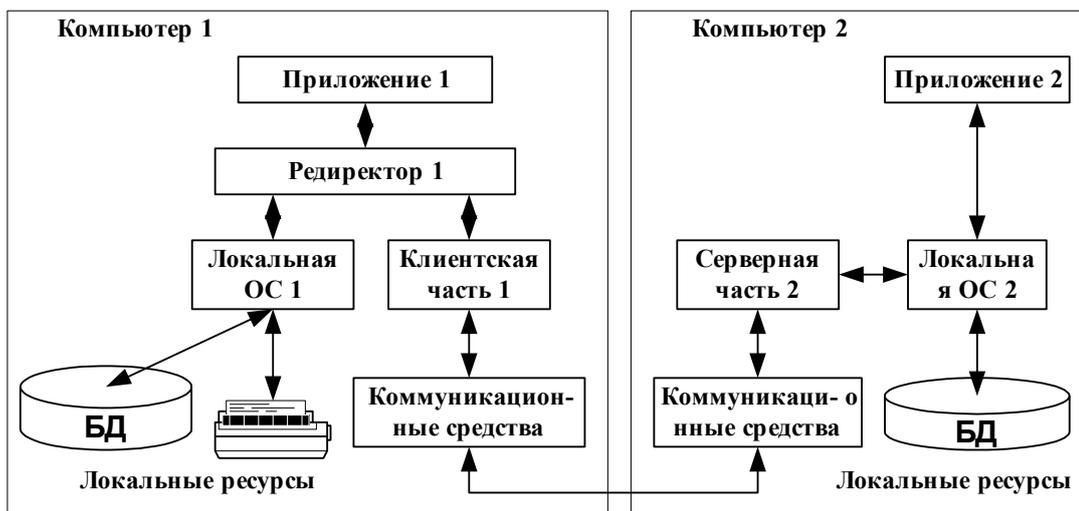 Компьютер 1
Приложение 1
Редиректор 1
Локальная
ОС 1
Клиентская
часть 1
БД
Коммуникацион-
ные средства
Локальные ресурсы
Компьютер 2
Приложение 2
Серверная
часть 2
Локальна
я ОС 2
Коммуникаци- о
нные средства
БД
Локальные ресурсы